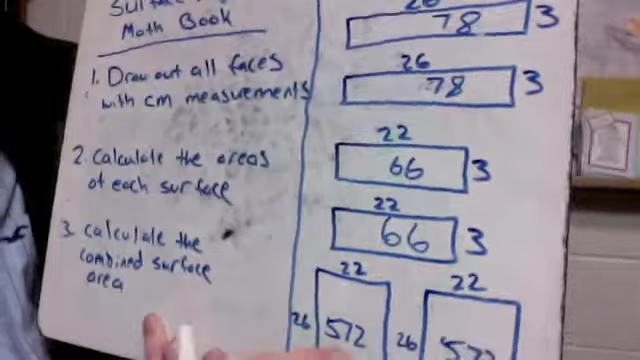 Math Book
1. Draw out all faces
with cm measurements
2. Calculate the areas
of each surface
3. Calculate the
combined surface
area
26
78 3
26
78 3
22
66 3
22
66 3
22 22
26 572 26 572